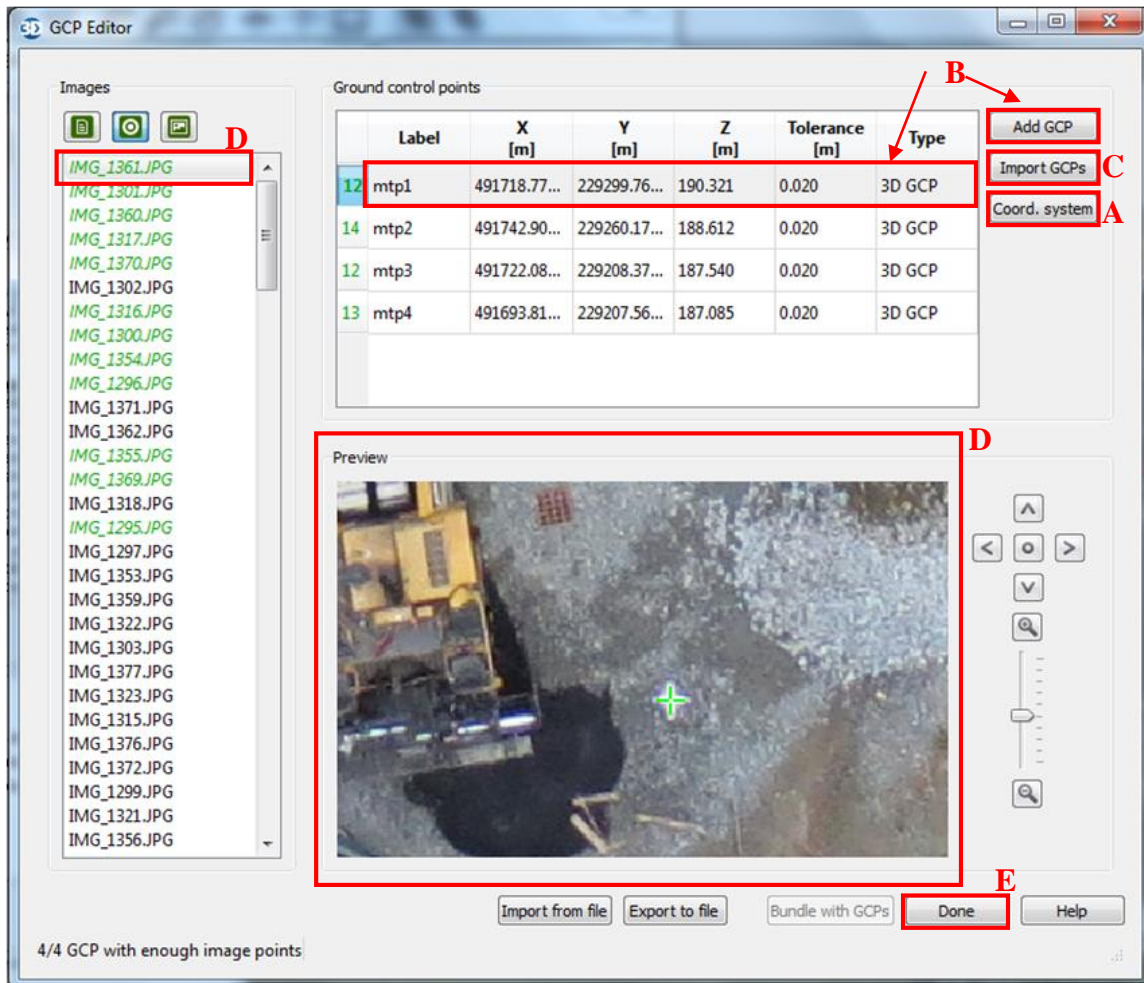 GCP Editor
Images
Ground control points
B
D
Label X [m] Y [m] Z [m] Tolerance [m] Type
Add GCP
Import GCPs C
Coord. system A
12 mtp1 491718.77... 229299.76... 190.321 0.020 3D GCP
14 mtp2 491742.90... 229260.17... 188.612 0.020 3D GCP
12 mtp3 491722.08... 229208.37... 187.540 0.020 3D GCP
13 mtp4 491693.81... 229207.56... 187.085 0.020 3D GCP
IMG_1361.JPG
IMG_1301.JPG
IMG_1360.JPG
IMG_1317.JPG
IMG_1370.JPG
IMG_1302.JPG
IMG_1316.JPG
IMG_1300.JPG
IMG_1354.JPG
IMG_1296.JPG
IMG_1371.JPG
IMG_1362.JPG
IMG_1355.JPG
IMG_1369.JPG
IMG_1318.JPG
IMG_1295.JPG
IMG_1297.JPG
IMG_1353.JPG
IMG_1359.JPG
IMG_1322.JPG
IMG_1303.JPG
IMG_1377.JPG
IMG_1323.JPG
IMG_1315.JPG
IMG_1376.JPG
IMG_1372.JPG
IMG_1299.JPG
IMG_1321.JPG
IMG_1356.JPG
D
Preview
E
Import from file Export to file Bundle with GCPs Done Help
4/4 GCP with enough image points